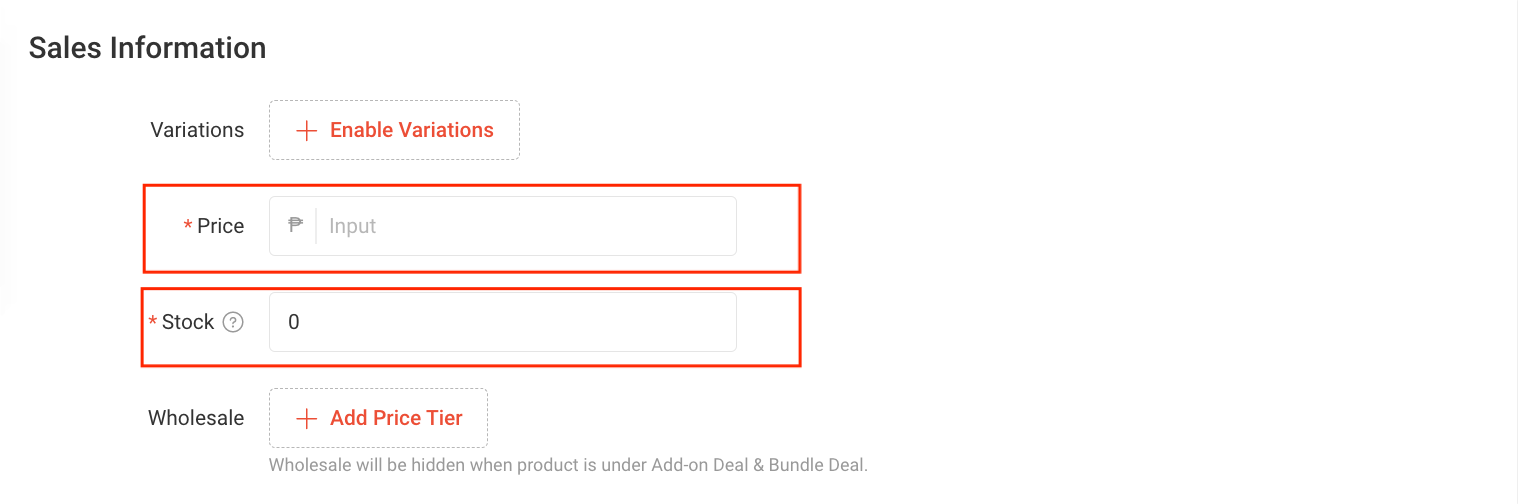 Sales Information
Variations + Enable Variations
* Price ₱ Input
* Stock ? 0
Wholesale + Add Price Tier
Wholesale will be hidden when product is under Add-on Deal & Bundle Deal.